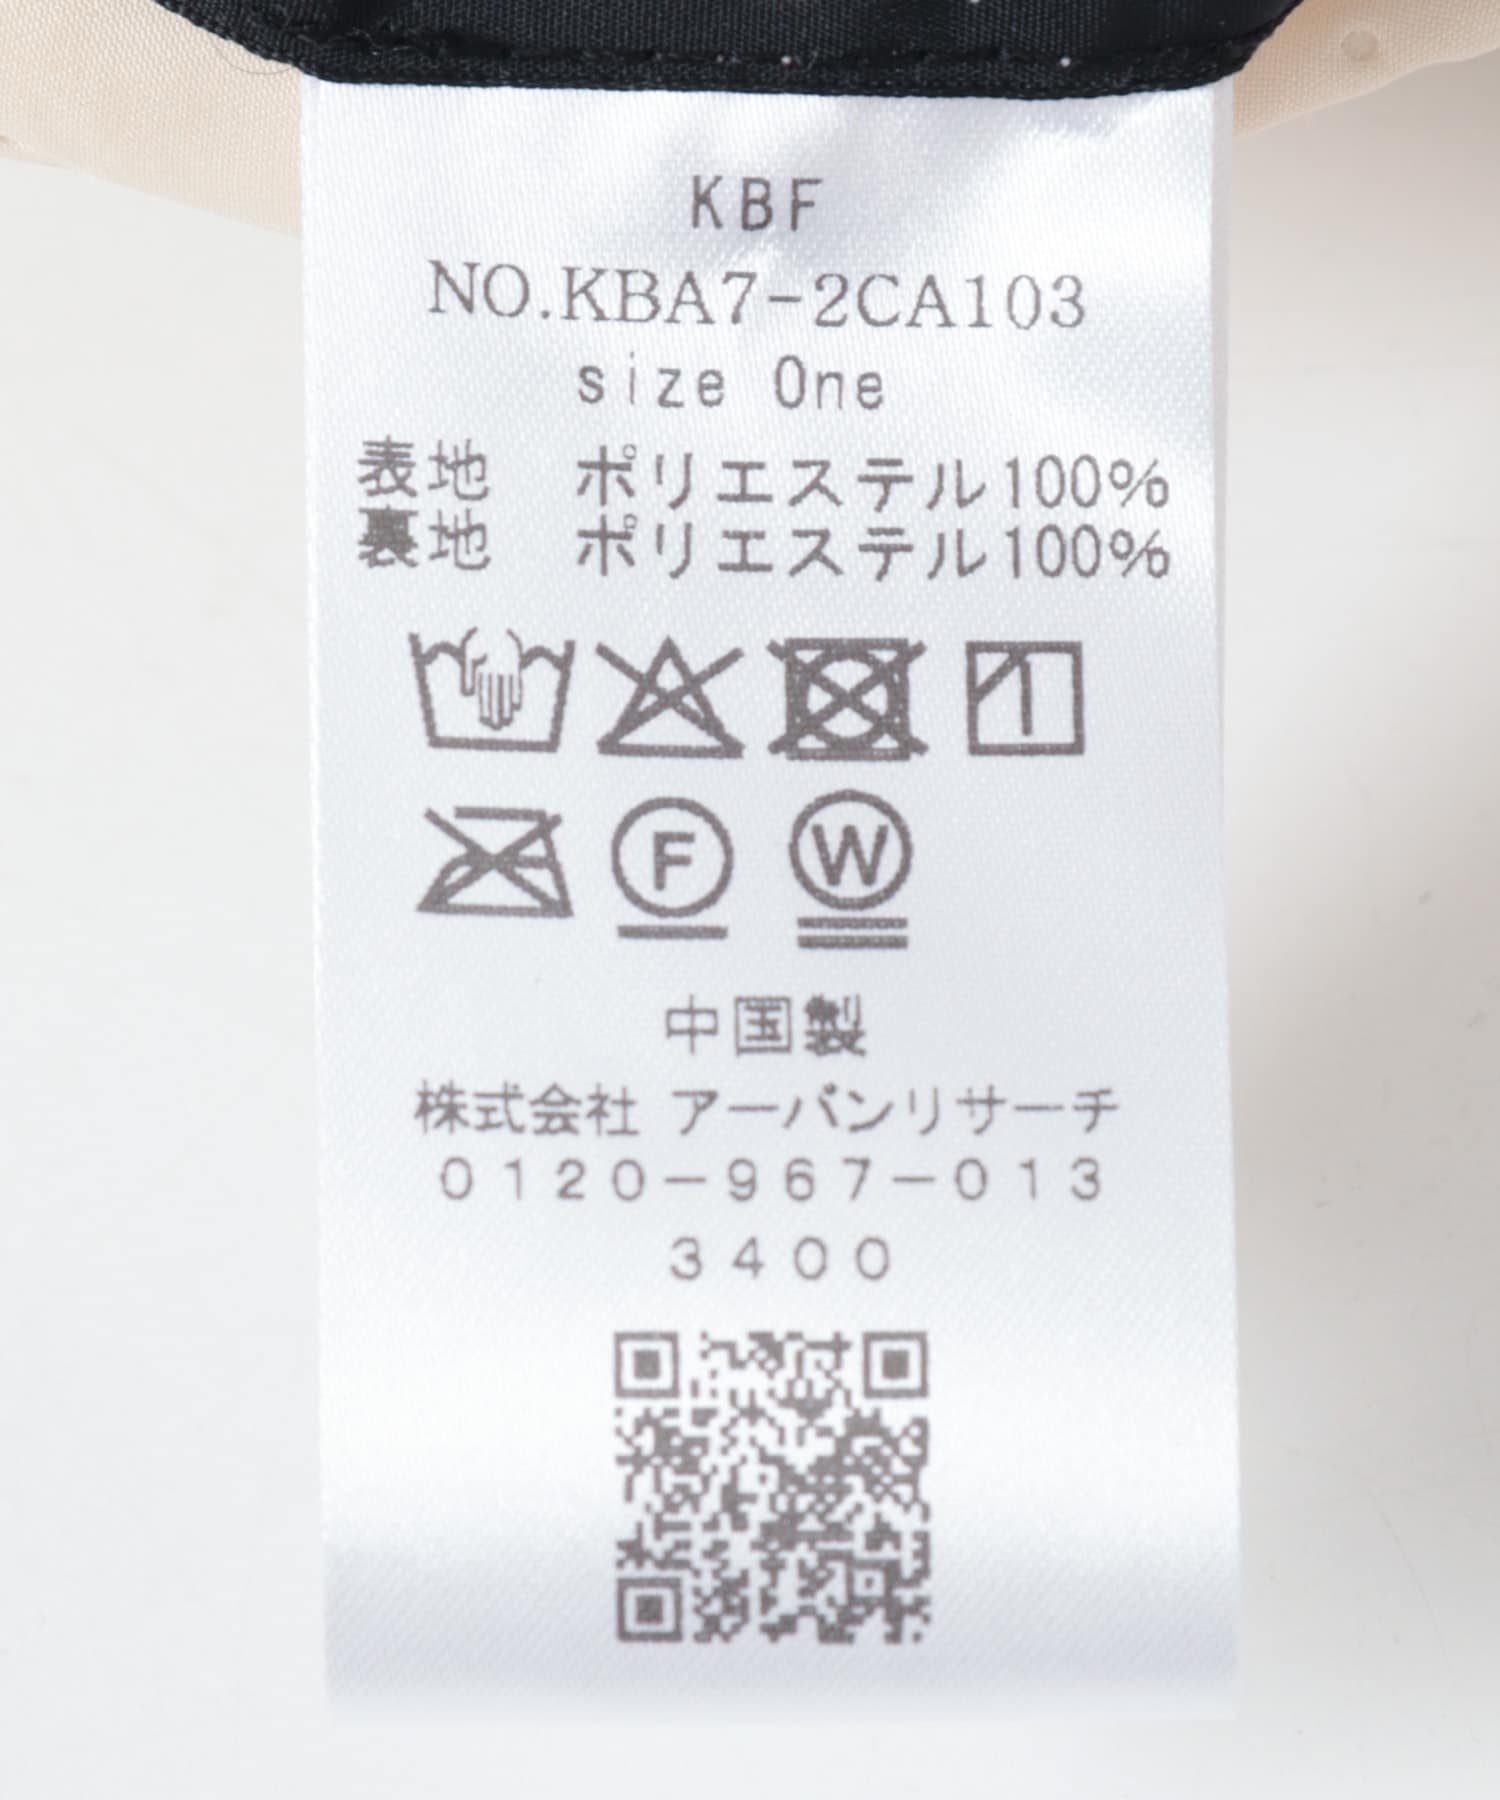 KBF
NO.KBA7-2CA103
size One
表地 ポリエステル100%
裏地 ポリエステル100%
F W
中国製
株式会社 アーバンリサーチ
0120-967-013
3400